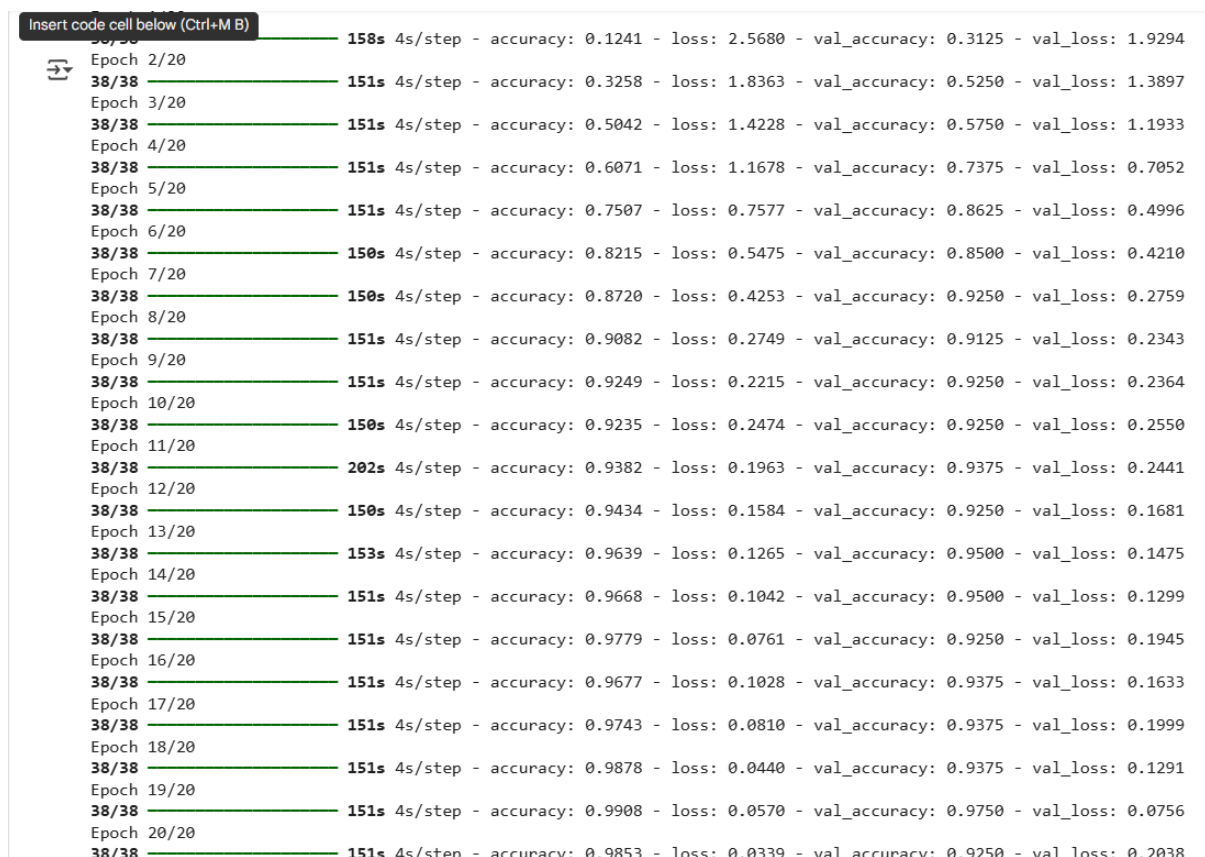 Insert code cell below (Ctrl+M B)
38/38 158s 4s/step - accuracy: 0.1241 - loss: 2.5680 - val_accuracy: 0.3125 - val_loss: 1.9294
Epoch 2/20
38/38 151s 4s/step - accuracy: 0.3258 - loss: 1.8363 - val_accuracy: 0.5250 - val_loss: 1.3897
Epoch 3/20
38/38 151s 4s/step - accuracy: 0.5042 - loss: 1.4228 - val_accuracy: 0.5750 - val_loss: 1.1933
Epoch 4/20
38/38 151s 4s/step - accuracy: 0.6071 - loss: 1.1678 - val_accuracy: 0.7375 - val_loss: 0.7052
Epoch 5/20
38/38 151s 4s/step - accuracy: 0.7507 - loss: 0.7577 - val_accuracy: 0.8625 - val_loss: 0.4996
Epoch 6/20
38/38 150s 4s/step - accuracy: 0.8215 - loss: 0.5475 - val_accuracy: 0.8500 - val_loss: 0.4210
Epoch 7/20
38/38 150s 4s/step - accuracy: 0.8720 - loss: 0.4253 - val_accuracy: 0.9250 - val_loss: 0.2759
Epoch 8/20
38/38 151s 4s/step - accuracy: 0.9082 - loss: 0.2749 - val_accuracy: 0.9125 - val_loss: 0.2343
Epoch 9/20
38/38 151s 4s/step - accuracy: 0.9249 - loss: 0.2215 - val_accuracy: 0.9250 - val_loss: 0.2364
Epoch 10/20
38/38 150s 4s/step - accuracy: 0.9235 - loss: 0.2474 - val_accuracy: 0.9250 - val_loss: 0.2550
Epoch 11/20
38/38 202s 4s/step - accuracy: 0.9382 - loss: 0.1963 - val_accuracy: 0.9375 - val_loss: 0.2441
Epoch 12/20
38/38 150s 4s/step - accuracy: 0.9434 - loss: 0.1584 - val_accuracy: 0.9250 - val_loss: 0.1681
Epoch 13/20
38/38 153s 4s/step - accuracy: 0.9639 - loss: 0.1265 - val_accuracy: 0.9500 - val_loss: 0.1475
Epoch 14/20
38/38 151s 4s/step - accuracy: 0.9668 - loss: 0.1042 - val_accuracy: 0.9500 - val_loss: 0.1299
Epoch 15/20
38/38 151s 4s/step - accuracy: 0.9779 - loss: 0.0761 - val_accuracy: 0.9250 - val_loss: 0.1945
Epoch 16/20
38/38 151s 4s/step - accuracy: 0.9677 - loss: 0.1028 - val_accuracy: 0.9375 - val_loss: 0.1633
Epoch 17/20
38/38 151s 4s/step - accuracy: 0.9743 - loss: 0.0810 - val_accuracy: 0.9375 - val_loss: 0.1999
Epoch 18/20
38/38 151s 4s/step - accuracy: 0.9878 - loss: 0.0440 - val_accuracy: 0.9375 - val_loss: 0.1291
Epoch 19/20
38/38 151s 4s/step - accuracy: 0.9908 - loss: 0.0570 - val_accuracy: 0.9750 - val_loss: 0.0756
Epoch 20/20
38/38 151s 4s/step - accuracy: 0.9853 - loss: 0.0339 - val_accuracy: 0.9250 - val_loss: 0.2038